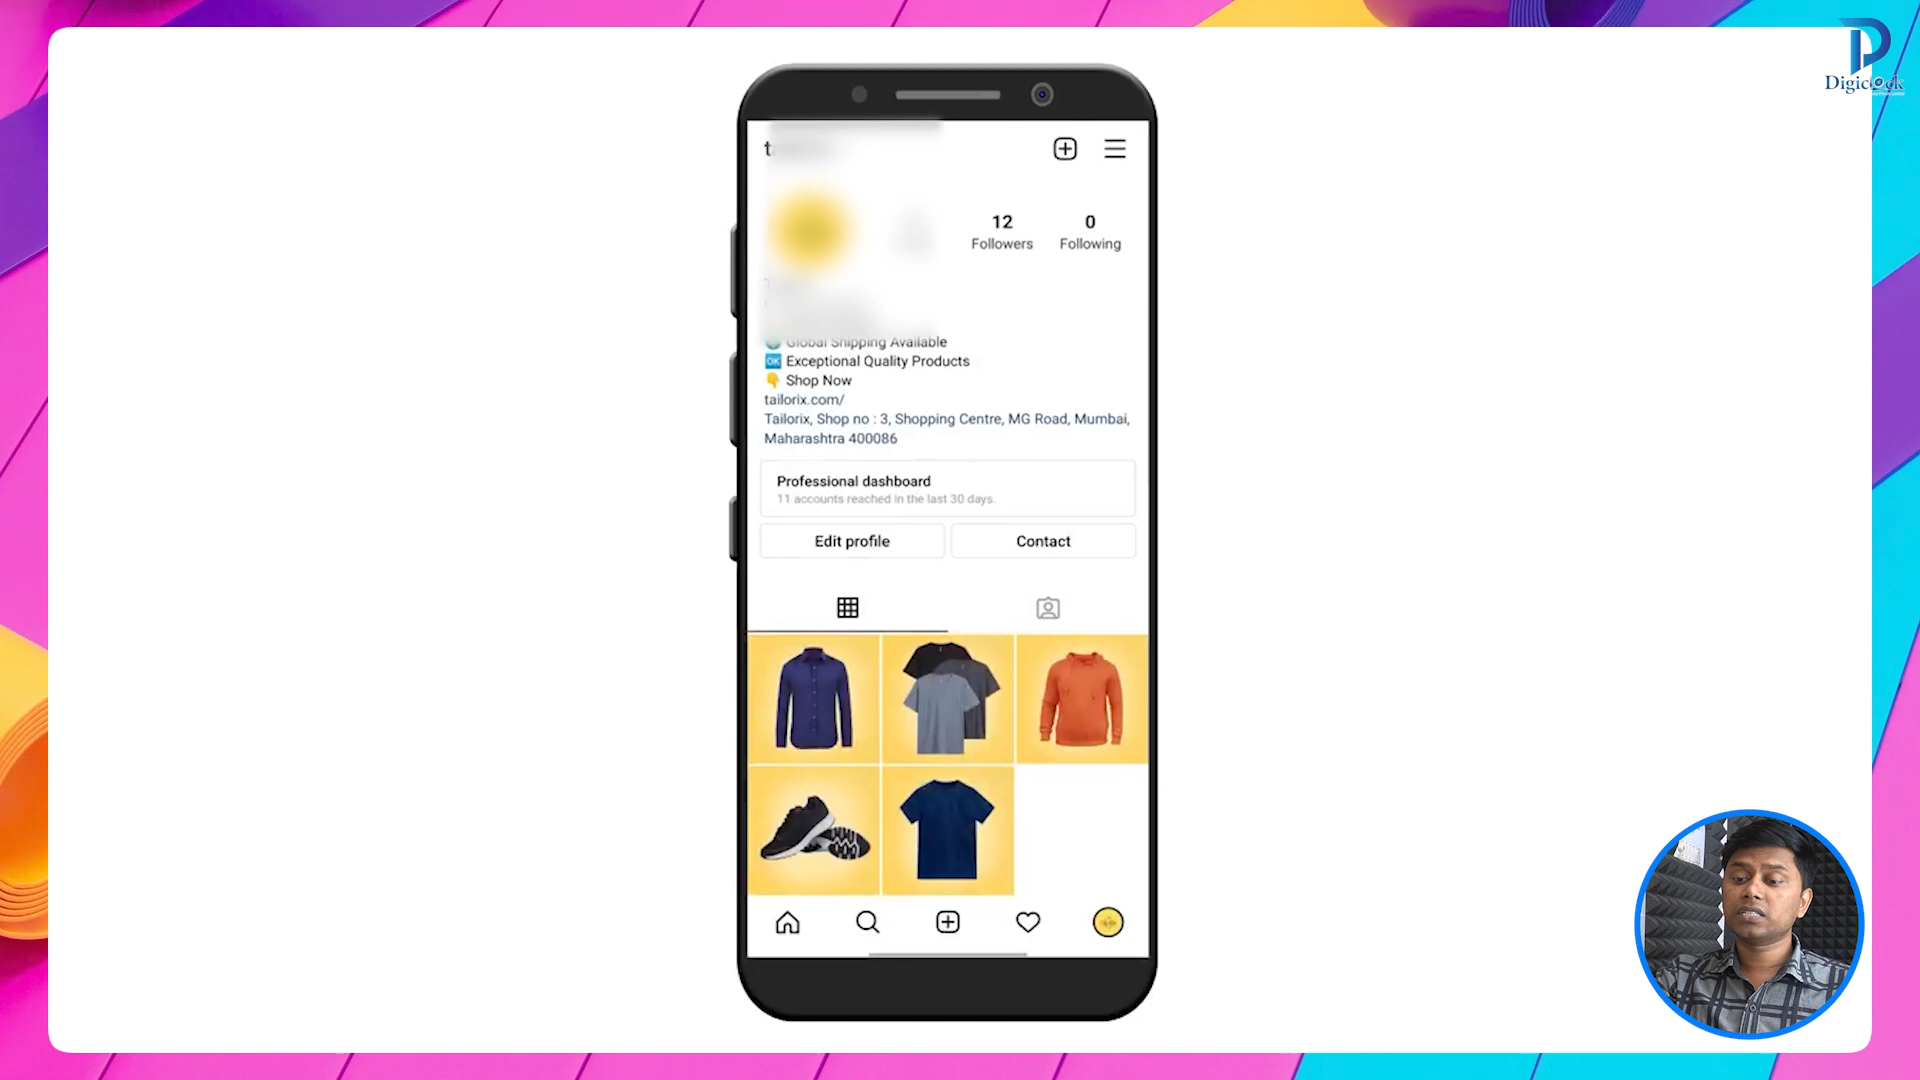 Digiclock
t
12
0
Followers
Following
Global Shipping Available
OK Exceptional Quality Products
Shop Now
tailorix.com/
Tailorix, Shop no : 3, Shopping Centre, MG Road, Mumbai,
Maharashtra 400086
Professional dashboard
11 accounts reached in the last 30 days.
Edit profile
Contact